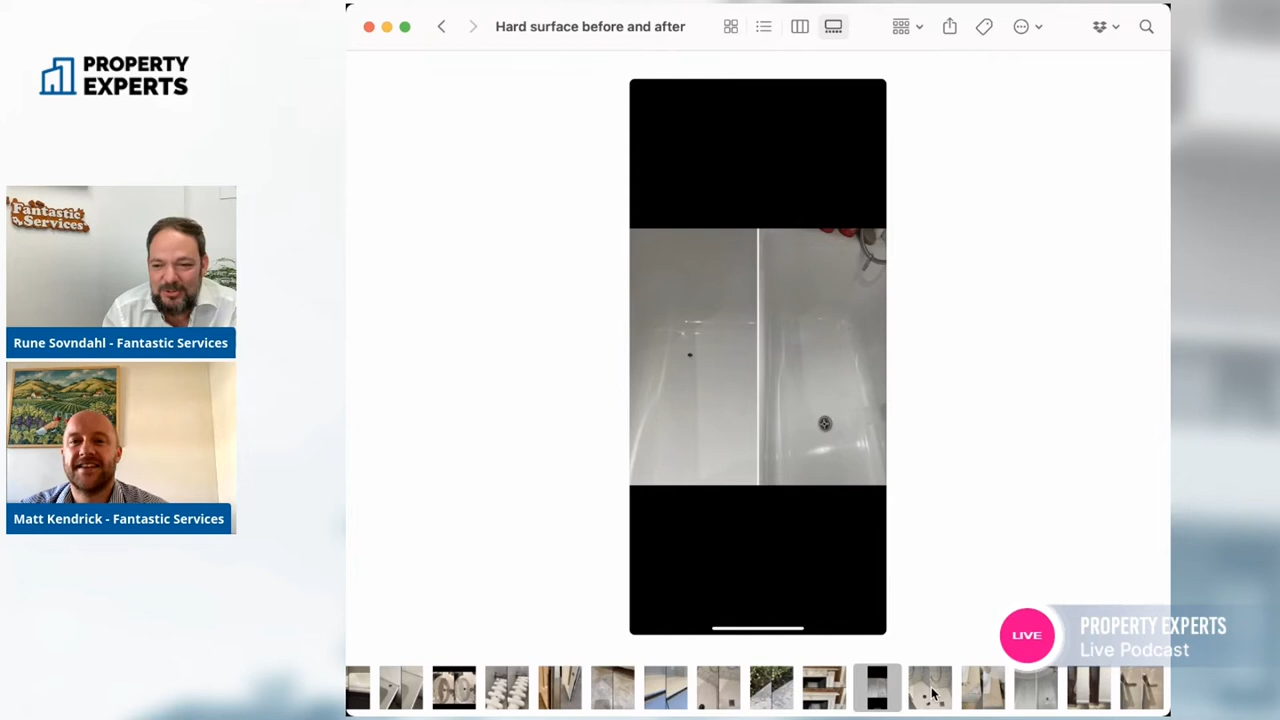 PROPERTY
EXPERTS
Hard surface before and after
Fantastic
Services
Rune Sovndahl - Fantastic Services
Matt Kendrick - Fantastic Services
LIVE
PROPERTY EXPERTS
Live Podcast